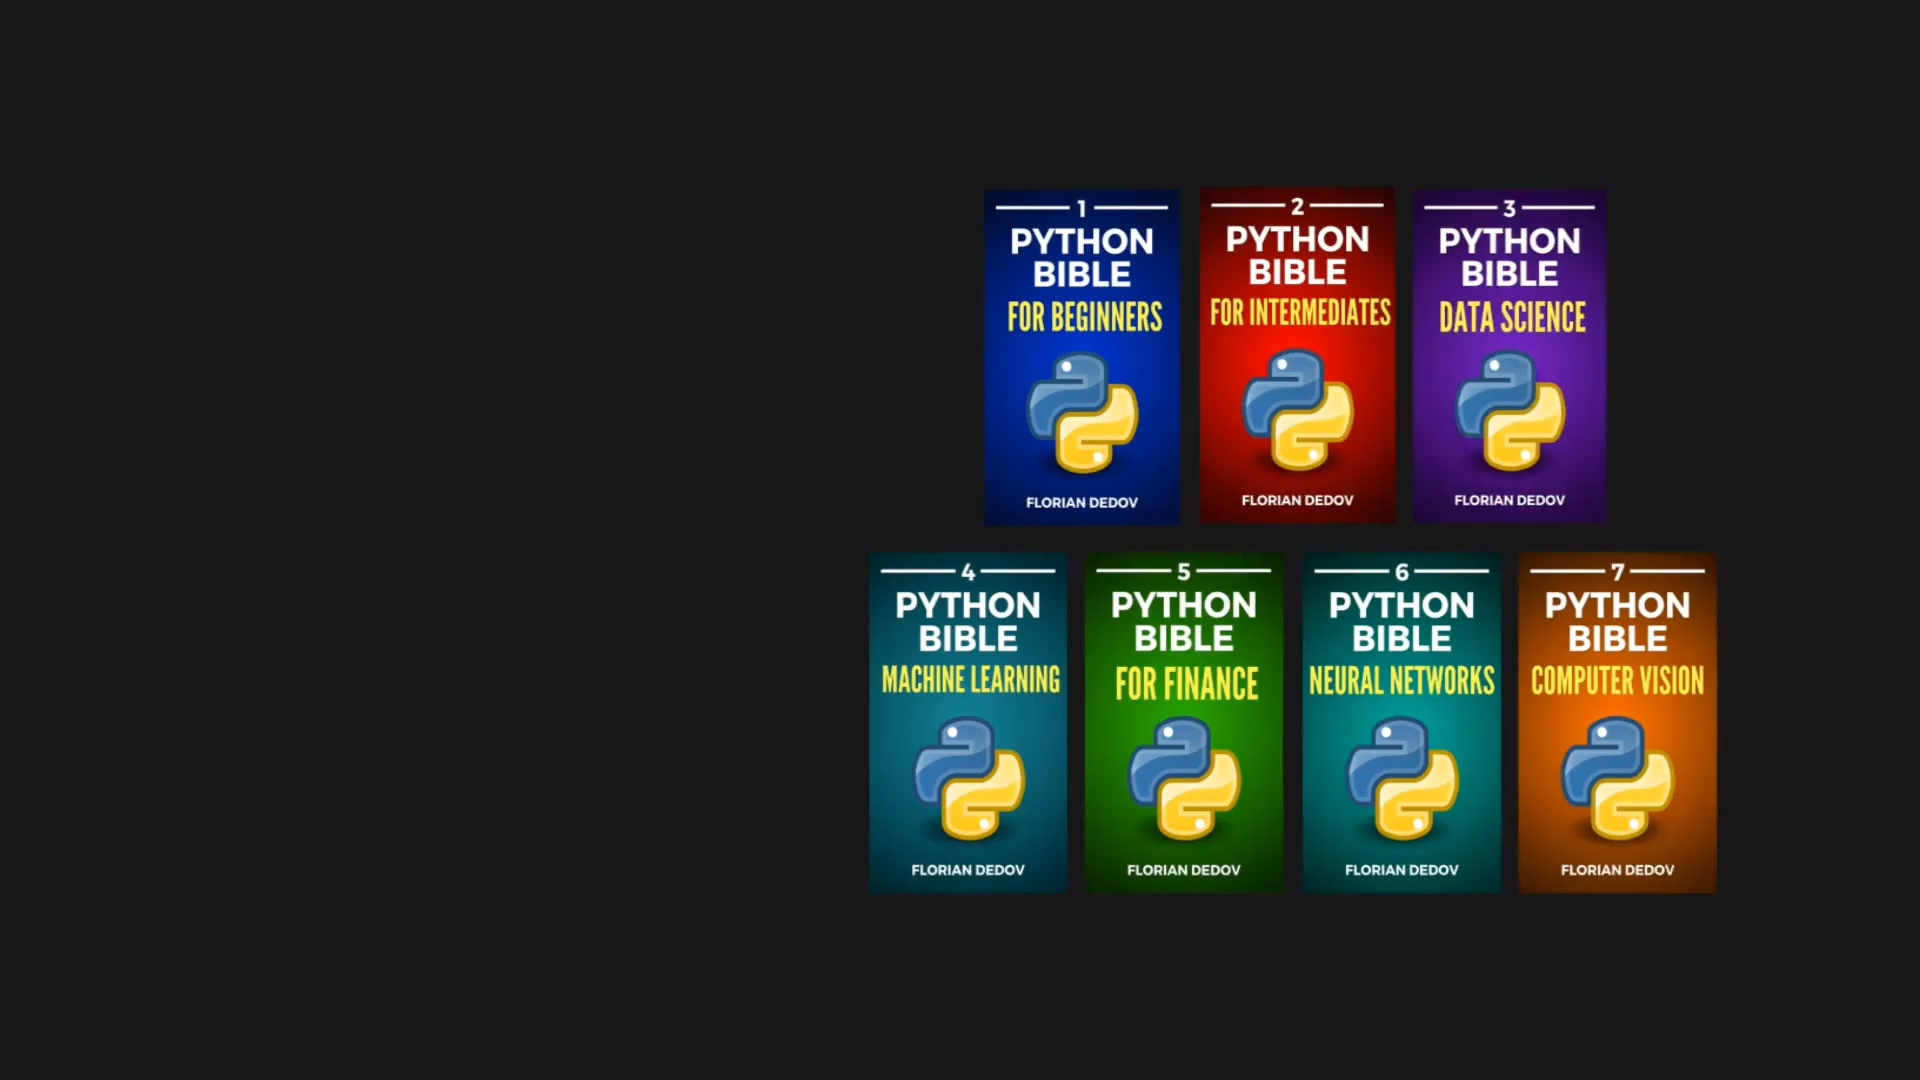 1
PYTHON
BIBLE
FOR BEGINNERS
FLORIAN DEDOV
2
PYTHON
BIBLE
FOR INTERMEDIATES
FLORIAN DEDOV
3
PYTHON
BIBLE
DATA SCIENCE
FLORIAN DEDOV
4
PYTHON
BIBLE
MACHINE LEARNING
FLORIAN DEDOV
5
PYTHON
BIBLE
FOR FINANCE
FLORIAN DEDOV
6
PYTHON
BIBLE
NEURAL NETWORKS
FLORIAN DEDOV
7
PYTHON
BIBLE
COMPUTER VISION
FLORIAN DEDOV